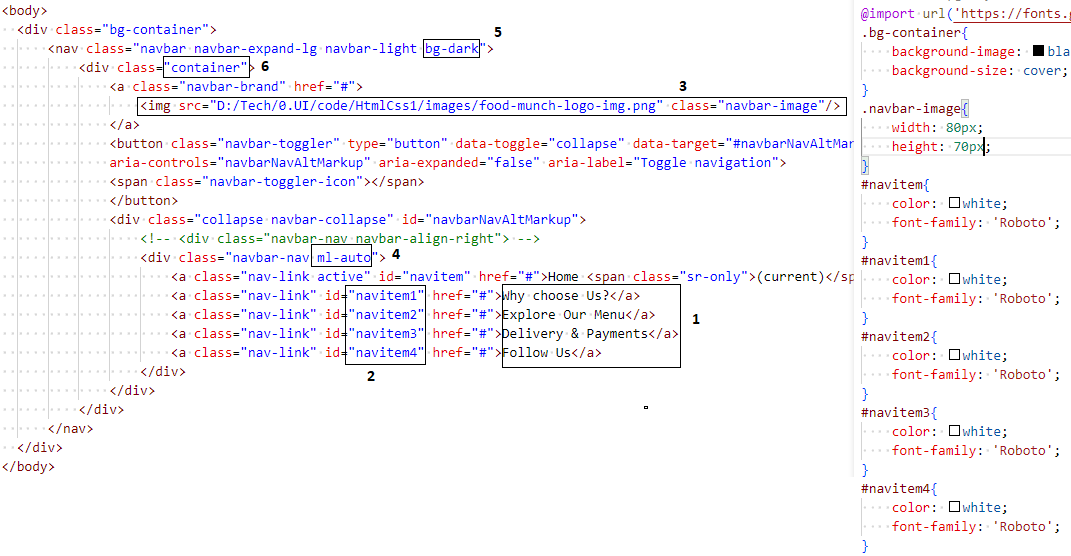 <body>
<div class="bg-container">
5
<nav class="navbar navbar-expand-lg navbar-light bg-dark">
<div class="container">
6
<a class="navbar-brand" href="#">
3
<img src="D:/Tech/0.UI/code/HtmlCss1/images/food-munch-logo-img.png" class="navbar-image"/>
</a>
<button class="navbar-toggler" type="button" data-toggle="collapse" data-target="#navbarNavAltMar
aria-controls="navbarNavAltMarkup" aria-expanded="false" aria-label="Toggle navigation">
<span class="navbar-toggler-icon"></span>
</button>
<div class="collapse navbar-collapse" id="navbarNavAltMarkup">
<!-- <div class="navbar-nav navbar-align-right"> -->
<div class="navbar-nav ml-auto">
4
<a class="nav-link active" id="navitem" href="#">Home <span class="sr-only">(current)</sp
<a class="nav-link" id="navitem1" href="#">Why choose Us?</a>
<a class="nav-link" id="navitem2" href="#">Explore Our Menu</a>
1
<a class="nav-link" id="navitem3" href="#">Delivery & Payments</a>
<a class="nav-link" id="navitem4" href="#">Follow Us</a>
2
</div>
</div>
</div>
</nav>
</div>
</body>
@import url('https://fonts.g
.bg-container{
background-image: bla
background-size: cover;
}
.navbar-image{
width: 80px;
height: 70px;
}
#navitem{
color: white;
font-family: 'Roboto';
}
#navitem1{
color: white;
font-family: 'Roboto';
}
#navitem2{
color: white;
font-family: 'Roboto';
}
#navitem3{
color: white;
font-family: 'Roboto';
}
#navitem4{
color: white;
font-family: 'Roboto';
}